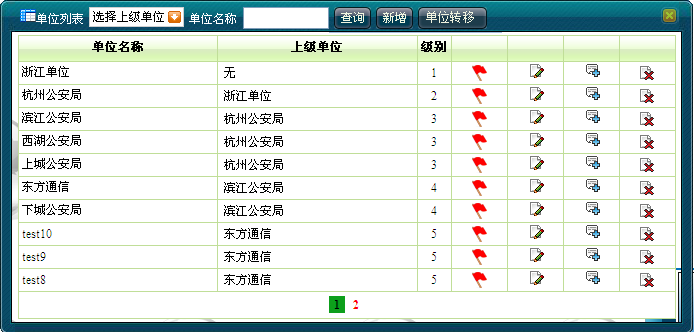 单位列表 选择上级单位 单位名称 查询 新增 单位转移
单位名称 上级单位 级别
浙江单位 无 1
杭州公安局 浙江单位 2
滨江公安局 杭州公安局 3
西湖公安局 杭州公安局 3
上城公安局 杭州公安局 3
东方通信 滨江公安局 4
下城公安局 滨江公安局 4
test10 东方通信 5
test9 东方通信 5
test8 东方通信 5
1 2